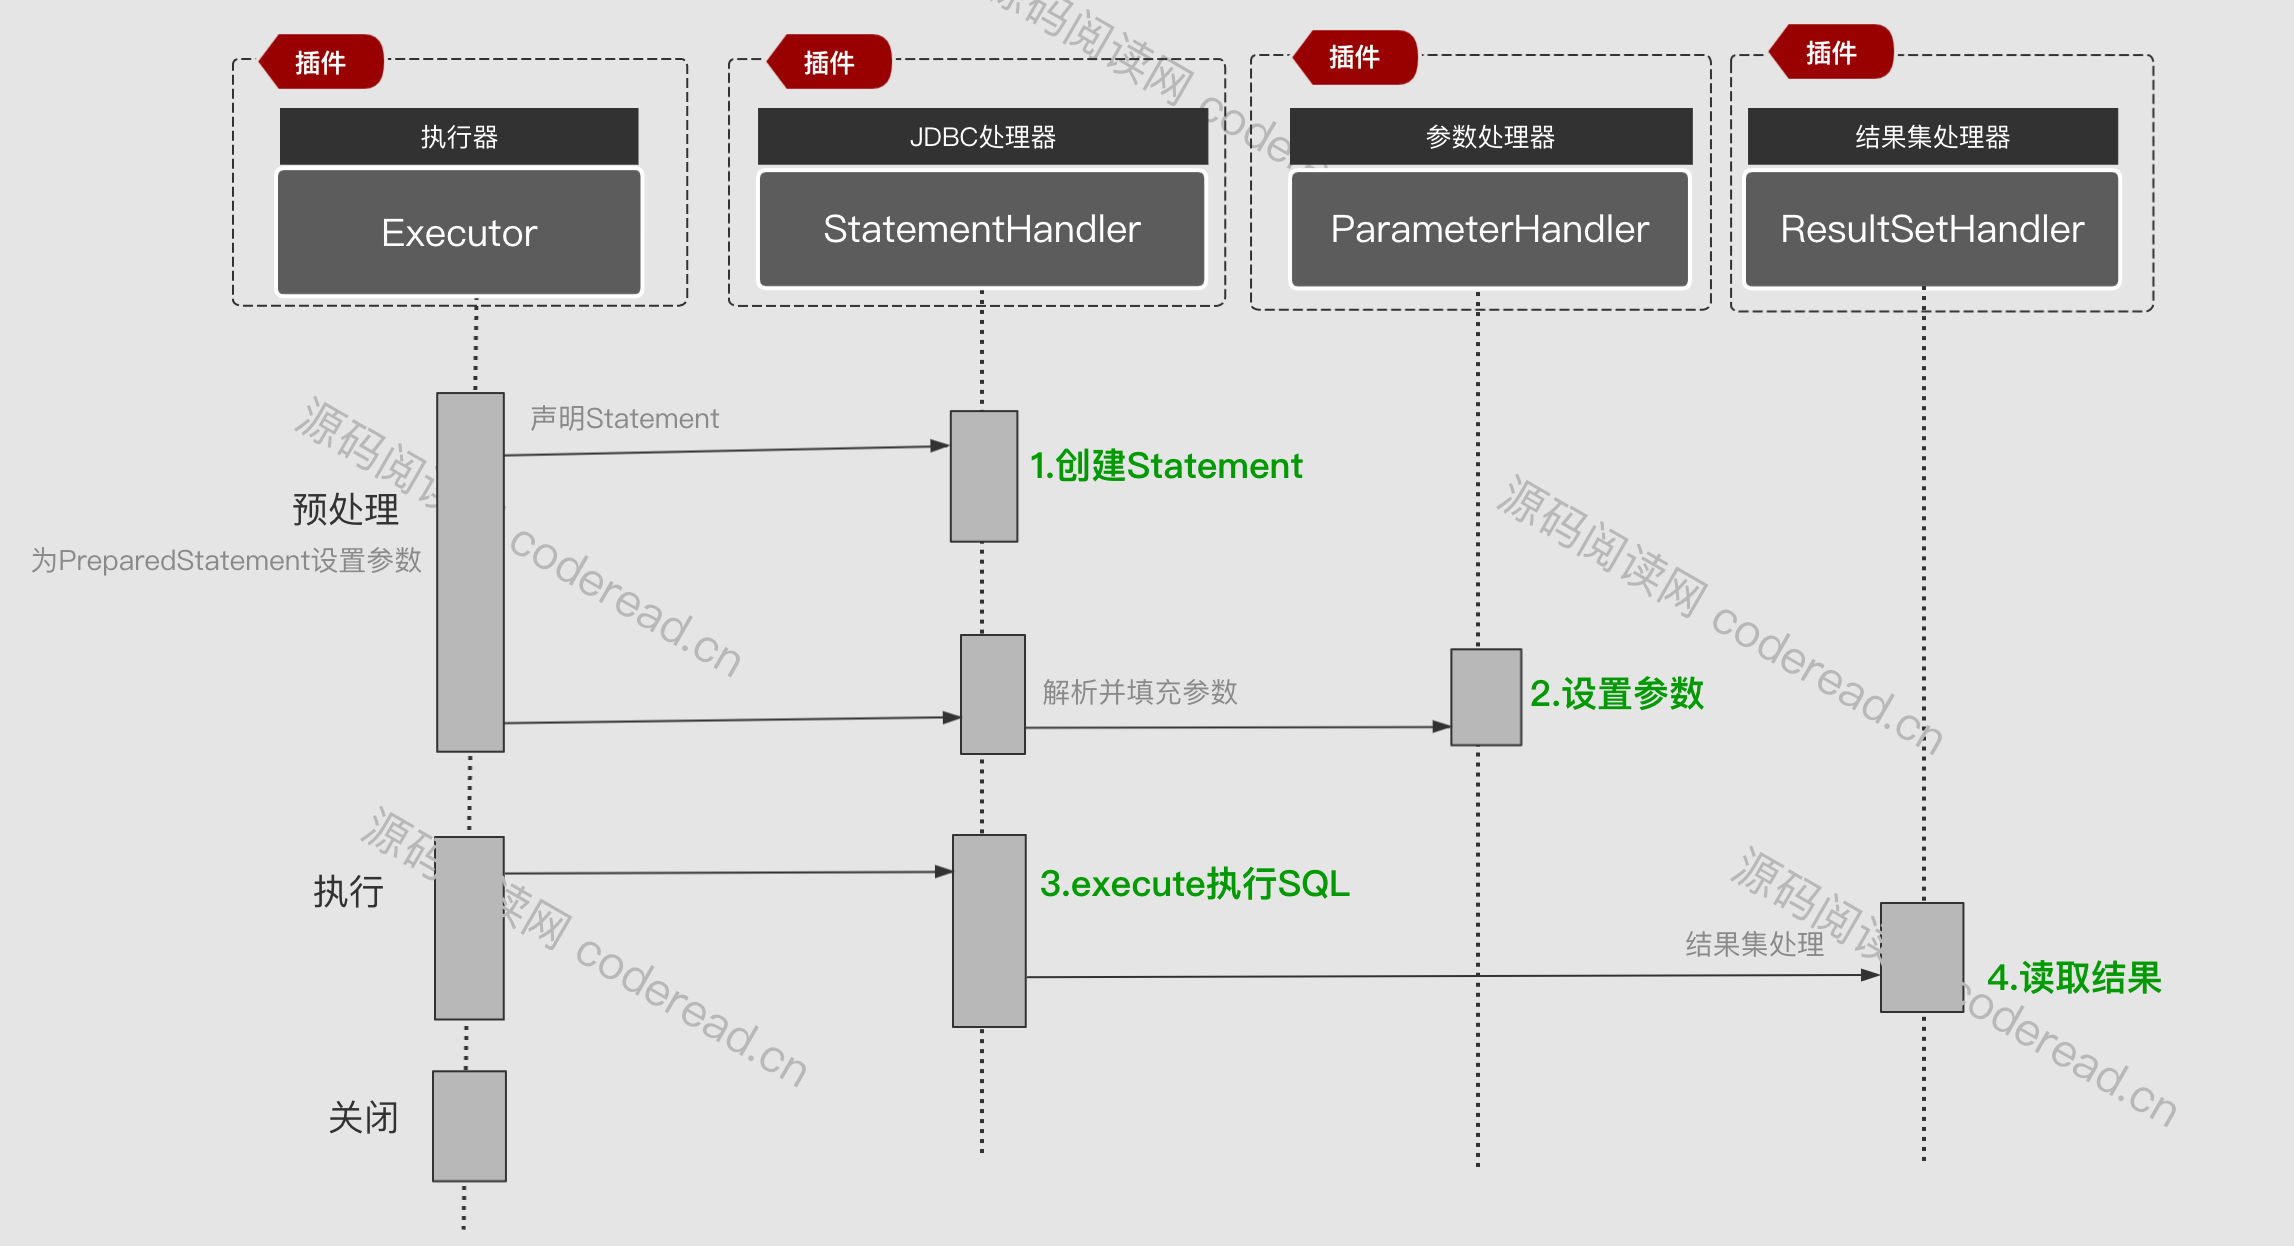 插件
插件
插件
插件
执行器
JDBC处理器
参数处理器
结果集处理器
Executor
StatementHandler
ParameterHandler
ResultSetHandler
源码阅读网 codere
声明Statement
1.创建Statement
预处理
为PreparedStatement设置参数
源码阅读 coderead.cn
源码阅读网 coderead.cn
解析并填充参数
2.设置参数
执行
3.execute执行SQL
源码 读网 coderead.cn
结果集处理
4.读取结果
源码阅读 coderead.cn
关闭